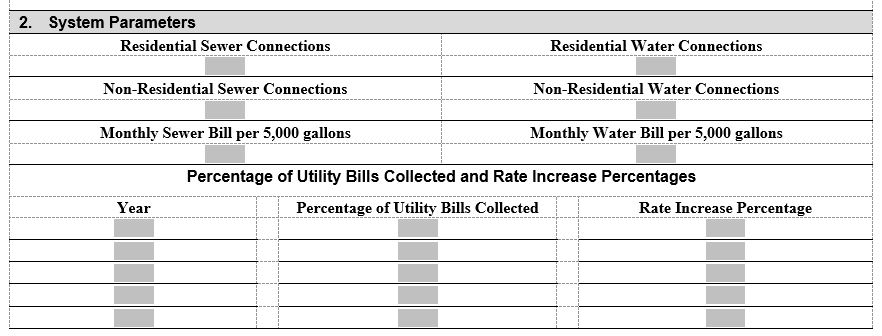 2. System Parameters
Residential Sewer Connections Residential Water Connections
Non-Residential Sewer Connections Non-Residential Water Connections
Monthly Sewer Bill per 5,000 gallons Monthly Water Bill per 5,000 gallons
Percentage of Utility Bills Collected and Rate Increase Percentages
Year Percentage of Utility Bills Collected Rate Increase Percentage